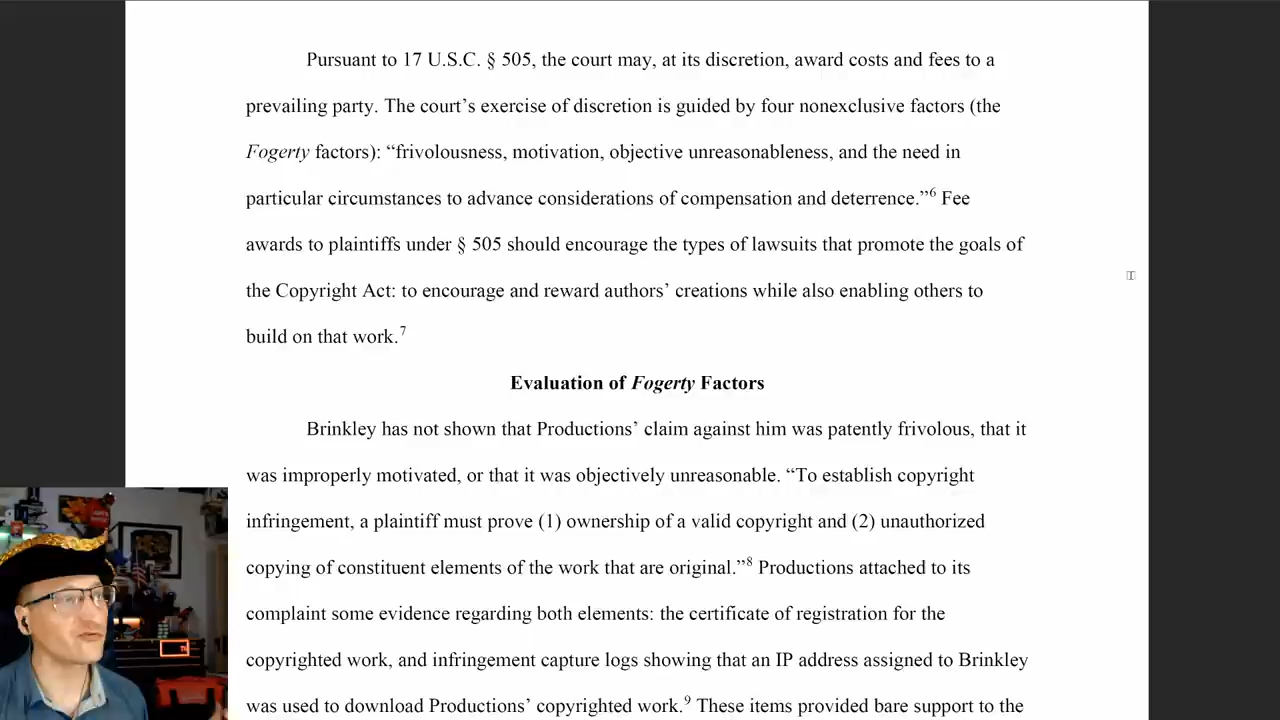 Pursuant to 17 U.S.C. § 505, the court may, at its discretion, award costs and fees to a
prevailing party. The court’s exercise of discretion is guided by four nonexclusive factors (the
Fogerty factors): “frivolousness, motivation, objective unreasonableness, and the need in
particular circumstances to advance considerations of compensation and deterrence.”6 Fee
awards to plaintiffs under § 505 should encourage the types of lawsuits that promote the goals of
the Copyright Act: to encourage and reward authors’ creations while also enabling others to
build on that work.7
Evaluation of Fogerty Factors
Brinkley has not shown that Productions’ claim against him was patently frivolous, that it
was improperly motivated, or that it was objectively unreasonable. “To establish copyright
infringement, a plaintiff must prove (1) ownership of a valid copyright and (2) unauthorized
copying of constituent elements of the work that are original.”8 Productions attached to its
complaint some evidence regarding both elements: the certificate of registration for the
copyrighted work, and infringement capture logs showing that an IP address assigned to Brinkley
was used to download Productions’ copyrighted work.9 These items provided bare support to the